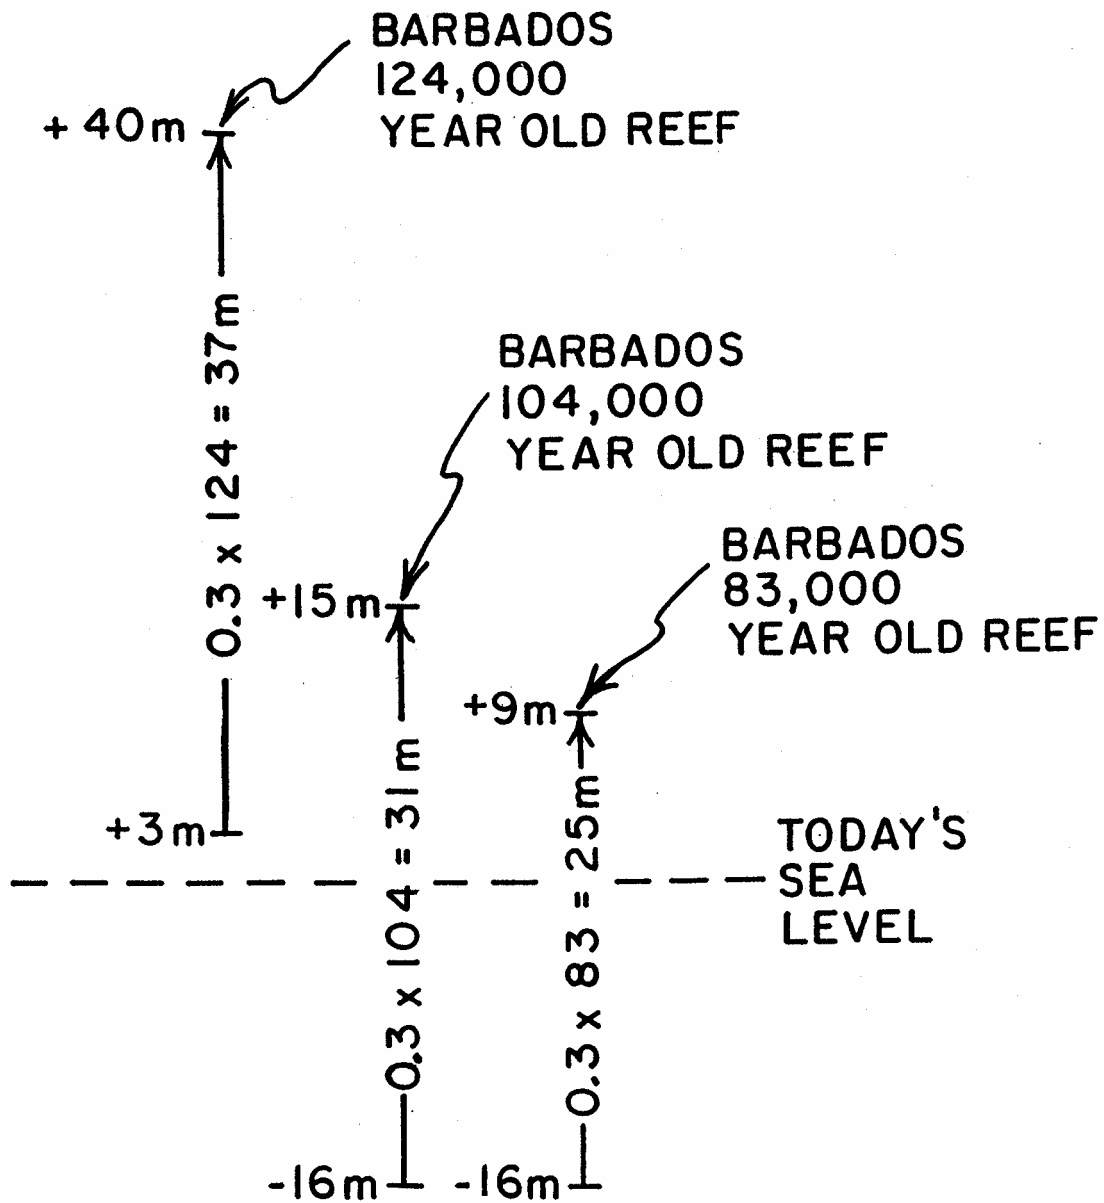 BARBADOS
124,000
YEAR OLD REEF
+ 40m
0.3 x 124 = 37m
+3m
BARBADOS
104,000
YEAR OLD REEF
+15m
0.3 x 104 = 31m
-16m
BARBADOS
83,000
YEAR OLD REEF
+9m
0.3 x 83 = 25m
-16m
TODAY'S
SEA
LEVEL